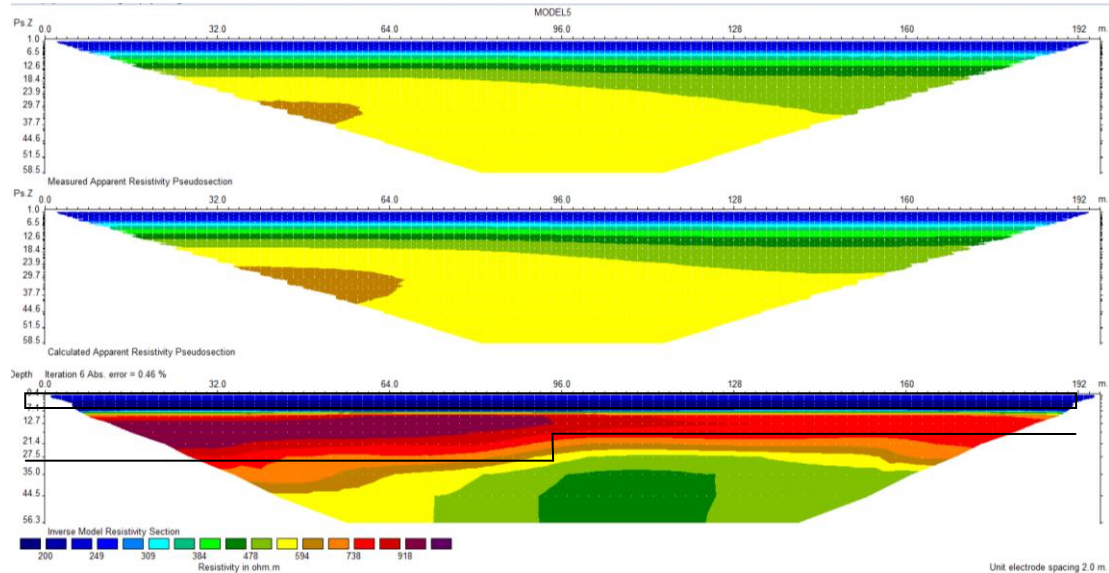 MODEL5
Ps.Z 0.0 32.0 64.0 96.0 128 160 192 m.
1.0
6.5
12.6
18.4
23.9
29.7
37.7
44.6
51.5
58.5
Measured Apparent Resistivity Pseudosection
Ps.Z 0.0 32.0 64.0 96.0 128 160 192 m.
1.0
6.5
12.6
18.4
23.9
29.7
37.7
44.6
51.5
58.5
Calculated Apparent Resistivity Pseudosection
Depth Iteration 6 Abs. error = 0.46 %
0.0 32.0 64.0 96.0 128 160 192 m.
12.7
21.4
27.5
35.0
44.5
56.3
Inverse Model Resistivity Section
200 249 309 384 478 594 738 918
Resistivity in ohm.m
Unit electrode spacing 2.0 m.